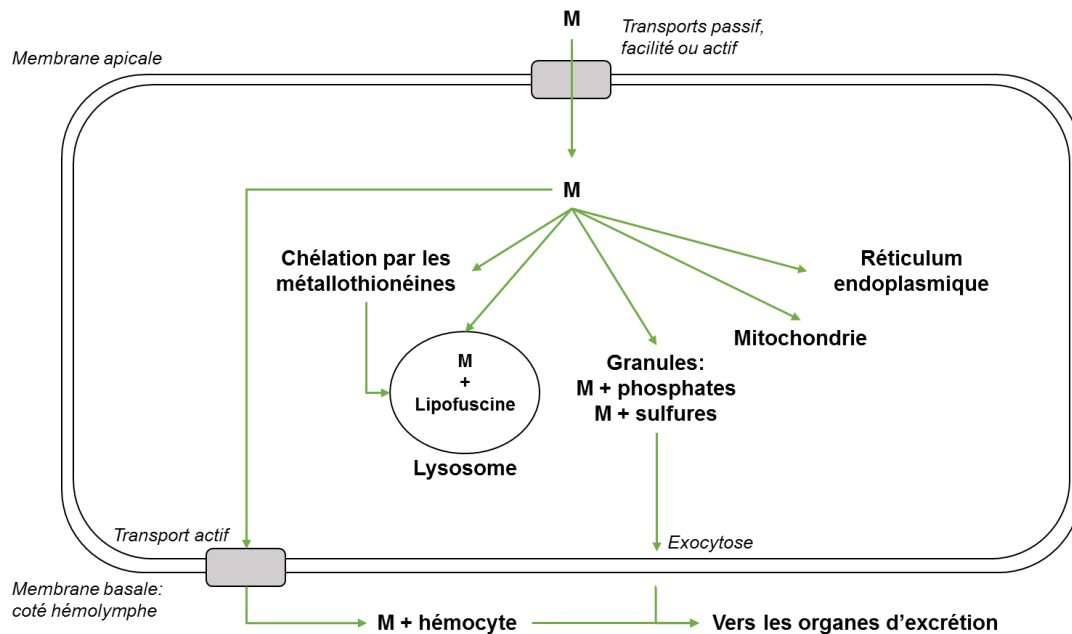 M
Transports passif,
facilité ou actif
Membrane apicale
M
Chélation par les
métallothionéines
Réticulum
endoplasmique
Mitochondrie
M
+
Lipofuscine
Lysosome
Granules:
M + phosphates
M + sulfures
Transport actif
Exocytose
Membrane basale:
coté hémolymphe
M + hémocyte
Vers les organes d’excrétion